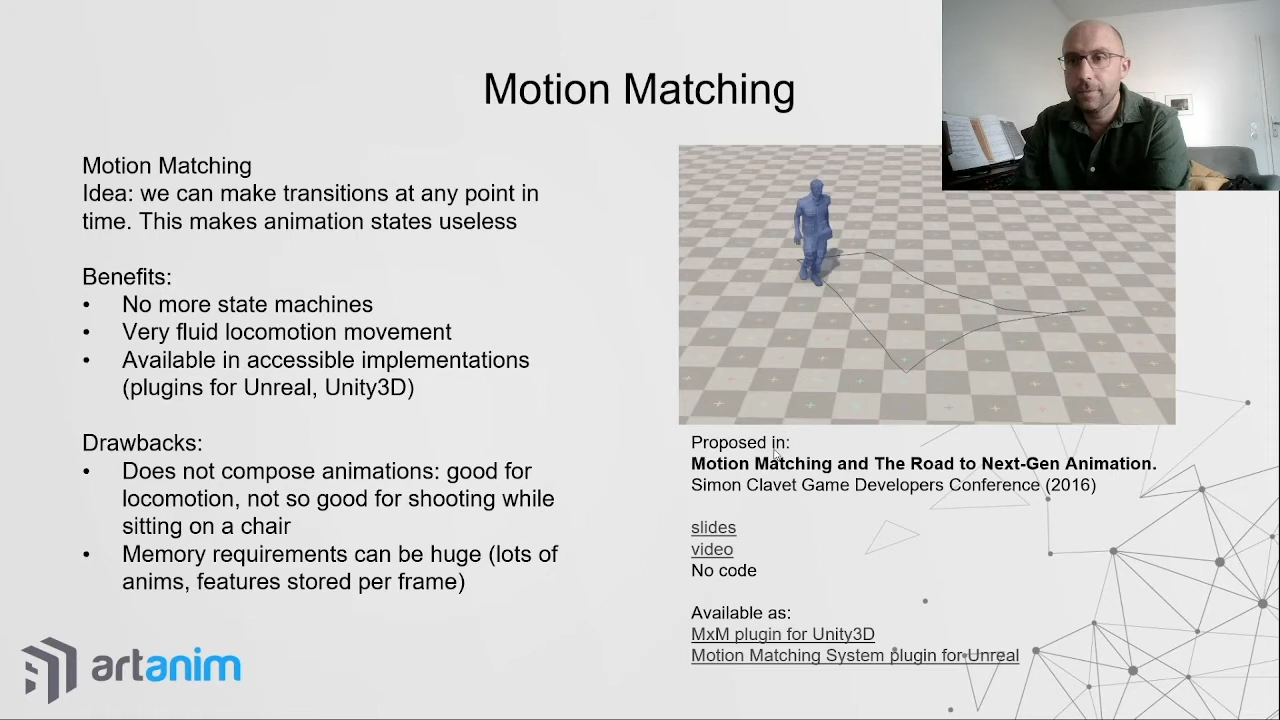 Motion Matching
Motion Matching
Idea: we can make transitions at any point in
time. This makes animation states useless
Benefits:
• No more state machines
• Very fluid locomotion movement
• Available in accessible implementations
(plugins for Unreal, Unity3D)
Drawbacks:
• Does not compose animations: good for
locomotion, not so good for shooting while
sitting on a chair
• Memory requirements can be huge (lots of
anims, features stored per frame)
Proposed in:
Motion Matching and The Road to Next-Gen Animation.
Simon Clavet Game Developers Conference (2016)
slides
video
No code
Available as:
MxM plugin for Unity3D
Motion Matching System plugin for Unreal
artanim